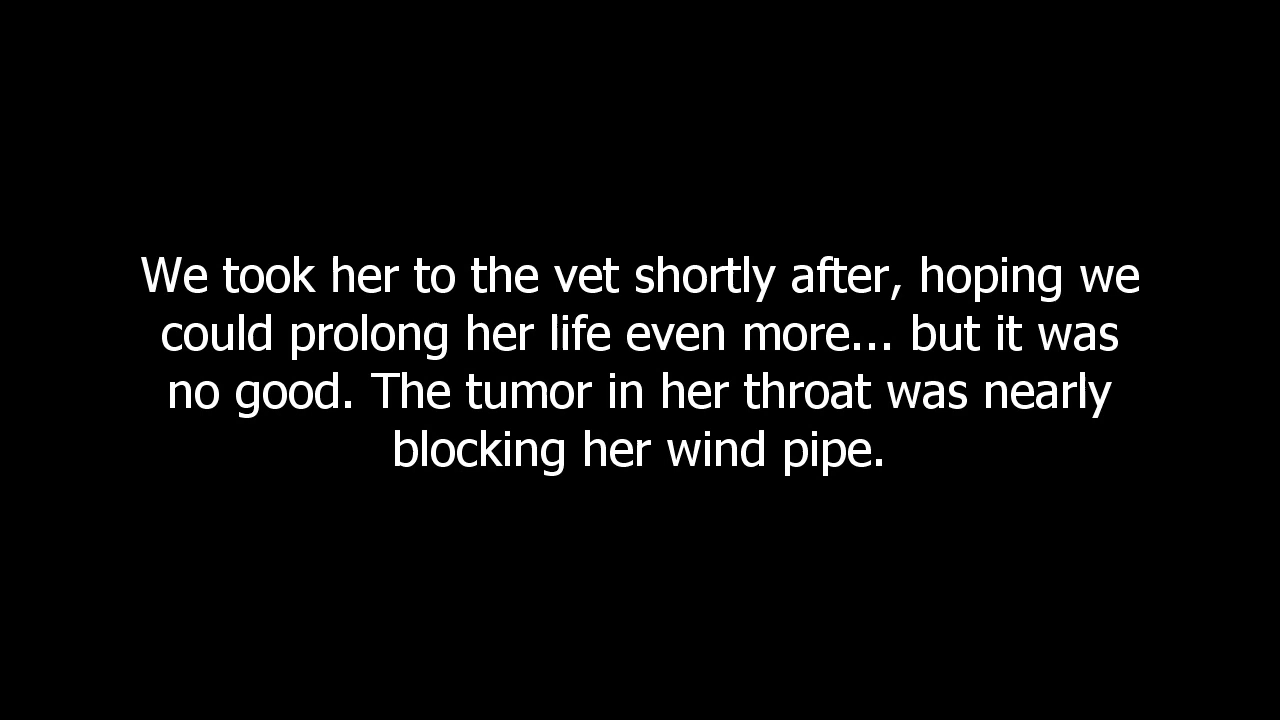 We took her to the vet shortly after, hoping we
could prolong her life even more... but it was
no good. The tumor in her throat was nearly
blocking her wind pipe.